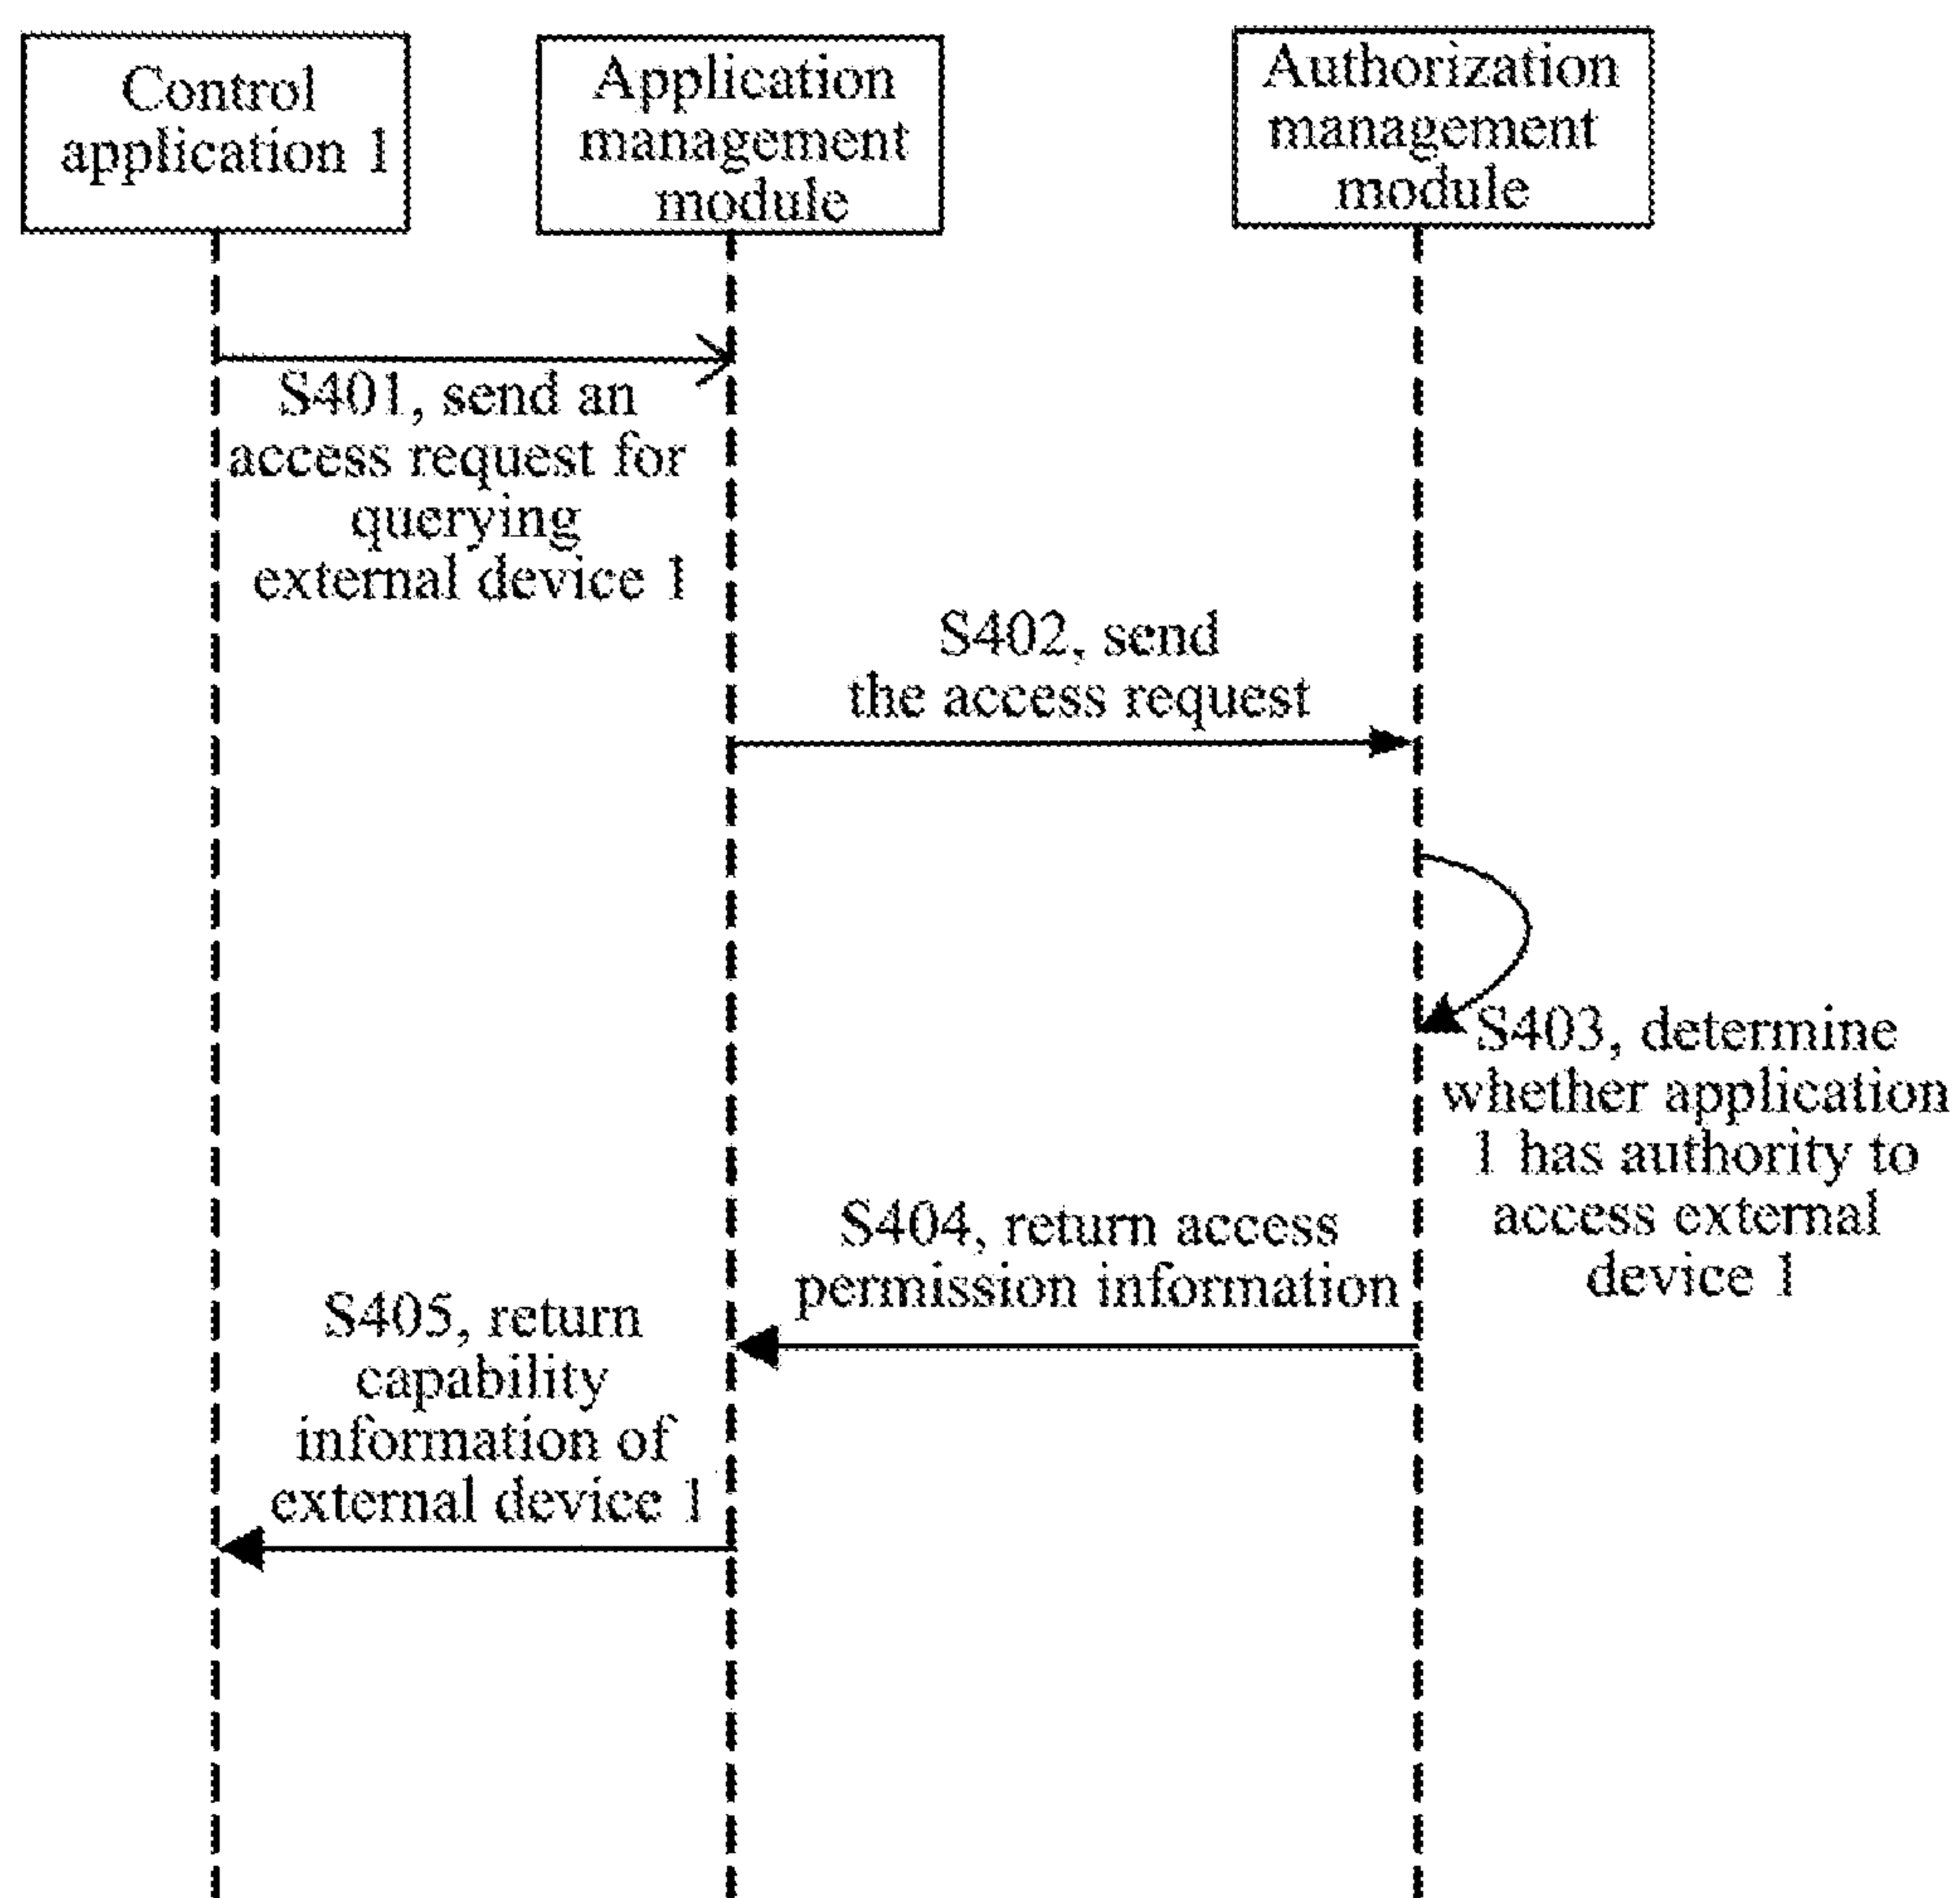 Control
application 1
Application
management
module
Authorization
management
module
S401, send an
access request for
querying
external device 1
S402, send
the access request
S403, determine
whether application
1 has authority to
access external
device 1
S404, return access
permission information
S405, return
capability
information of
external device 1